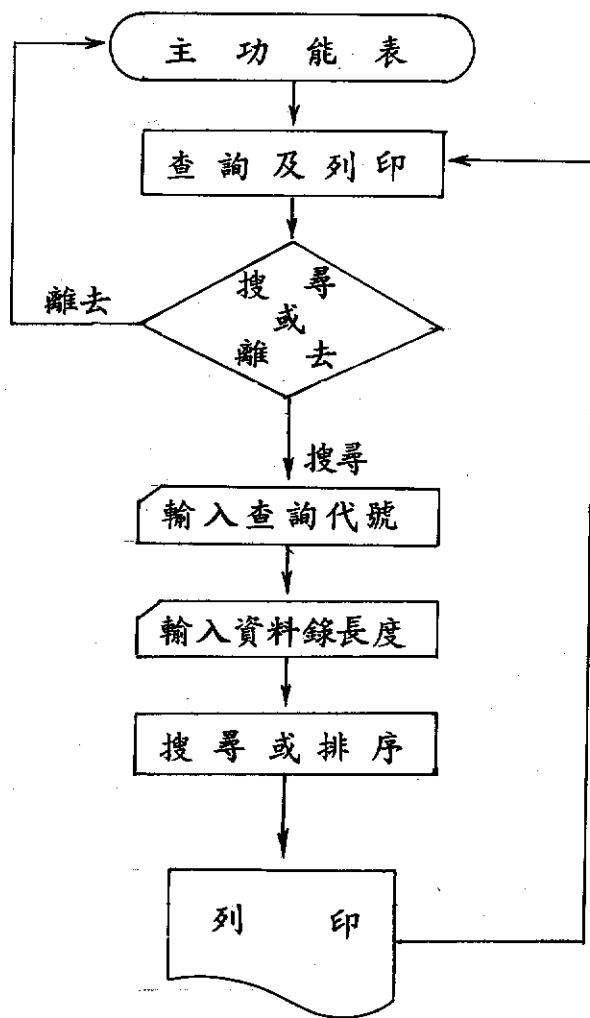 主功能表
查詢及列印
搜尋
或
離去
離去
搜尋
輸入查詢代號
輸入資料錄長度
搜尋或排序
列印